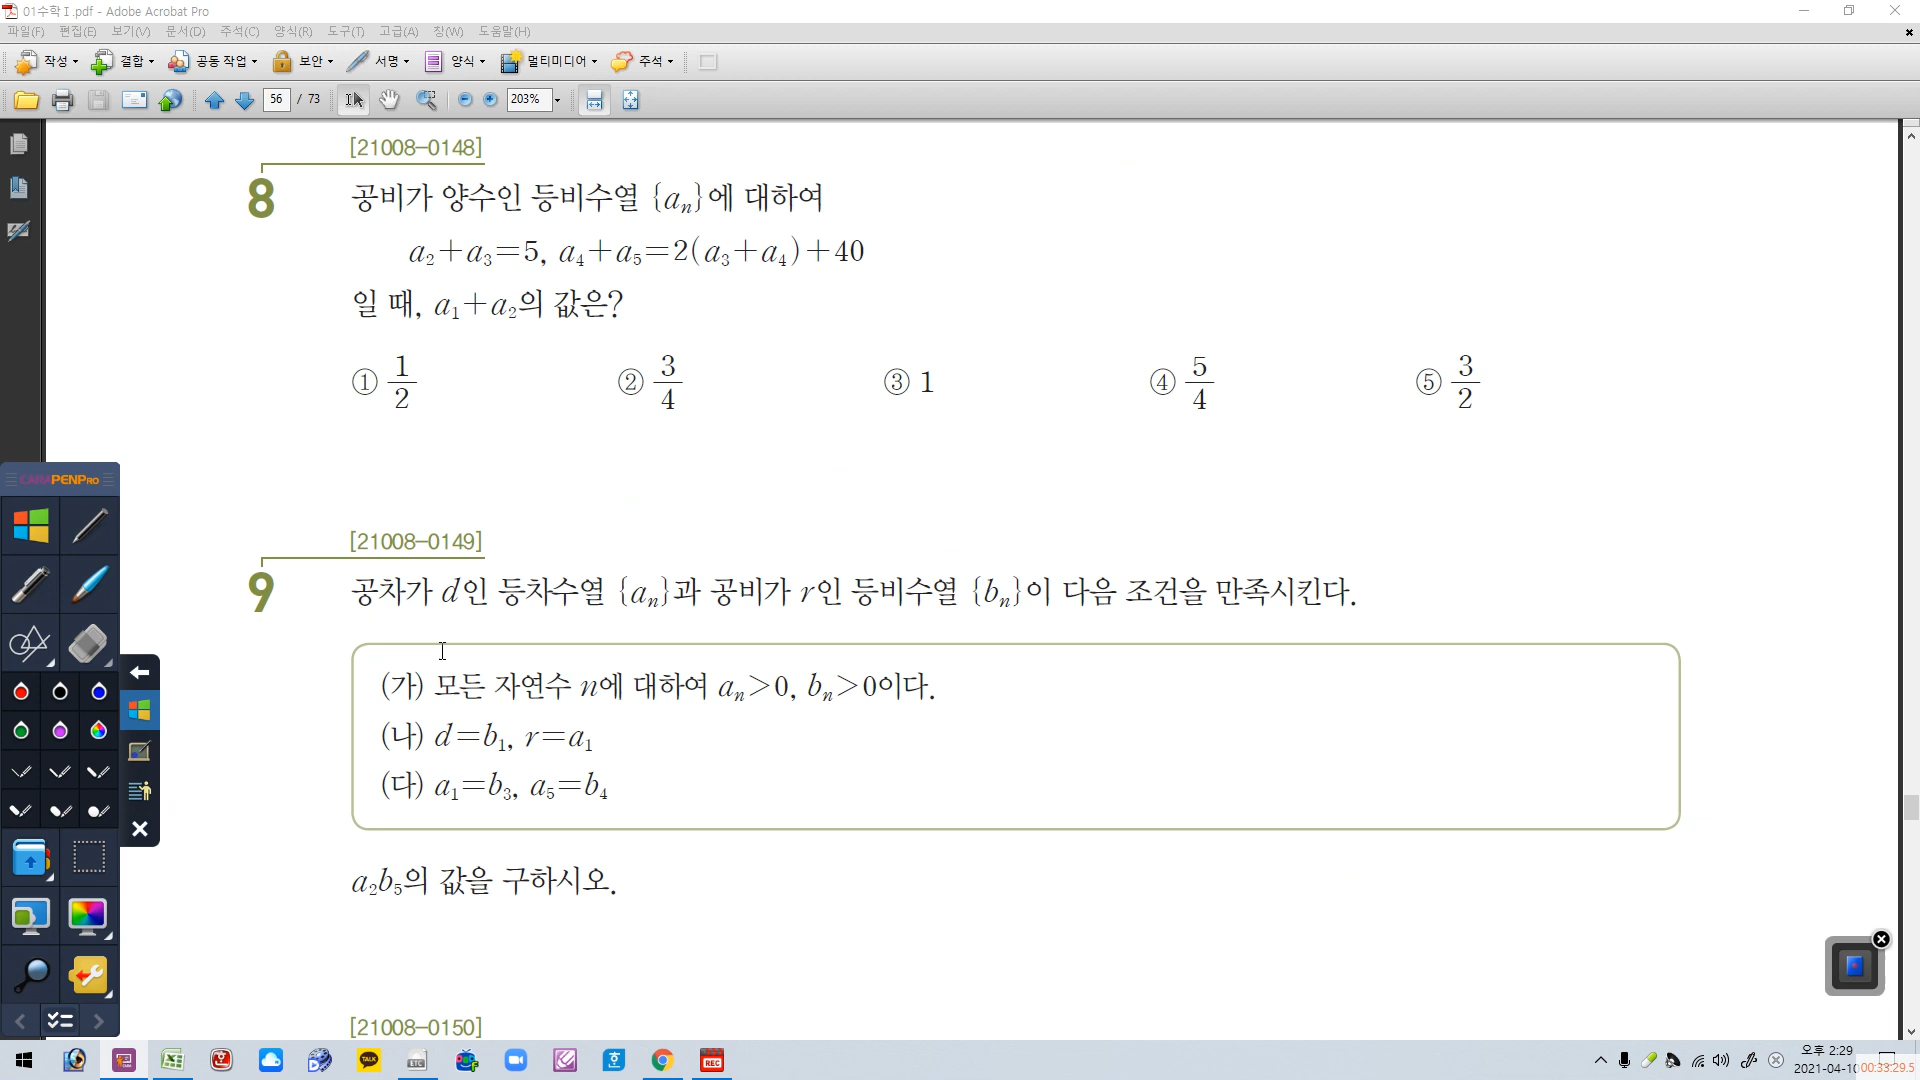 01수학Ⅰ.pdf - Adobe Acrobat Pro
파일(F) 편집(E) 보기(V) 문서(D) 주석(C) 양식(R) 도구(T) 고급(A) 창(W) 도움말(H)
작성 결합 공동 작업 보안 서명 양식 멀티미디어 주석
56 / 73 203%
[21008-0148]
8 공비가 양수인 등비수열 {aₙ}에 대하여
a₂+a₃=5, a₄+a₅=2(a₃+a₄)+40
일 때, a₁+a₂의 값은?
① 1/2 ② 3/4 ③ 1 ④ 5/4 ⑤ 3/2
CARAPENPRO
[21008-0149]
9 공차가 d인 등차수열 {aₙ}과 공비가 r인 등비수열 {bₙ}이 다음 조건을 만족시킨다.
(가) 모든 자연수 n에 대하여 aₙ>0, bₙ>0이다.
(나) d=b₁, r=a₁
(다) a₁=b₃, a₅=b₄
a₂b₅의 값을 구하시오.
[21008-0150]
TALK
REC
오후 2:29
2021-04-10
00:33:29.5